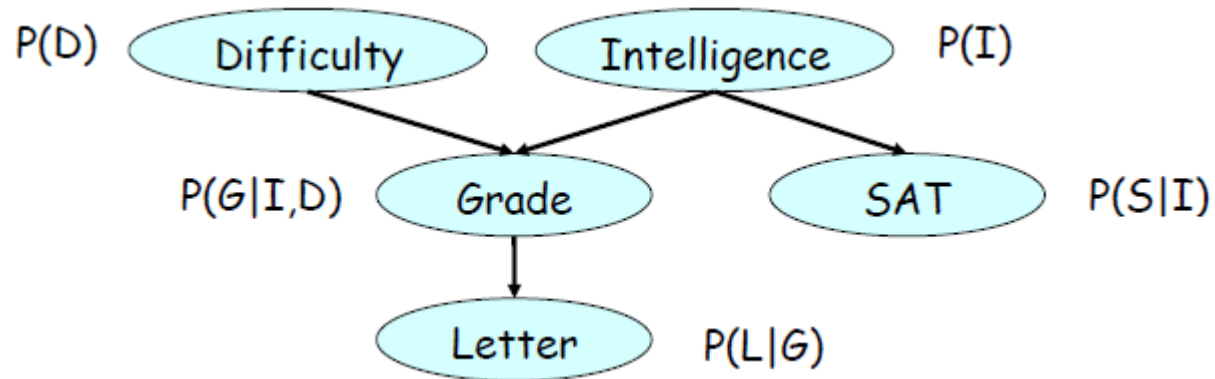 P(D) Difficulty Intelligence P(I)
P(G|I,D) Grade SAT P(S|I)
Letter P(L|G)